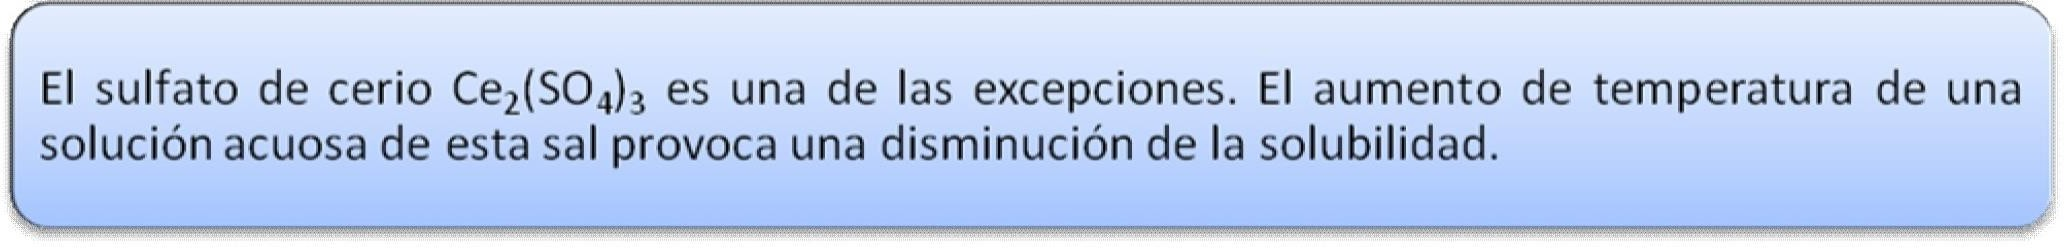 El sulfato de cerio Ce₂(SO₄)₃ es una de las excepciones. El aumento de temperatura de una
solución acuosa de esta sal provoca una disminución de la solubilidad.